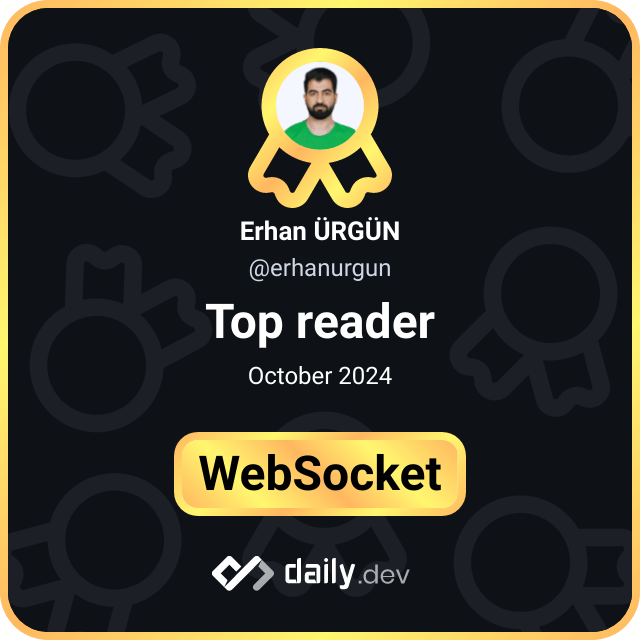 Erhan ÜRGÜN
@erhanurgun
Top reader
October 2024
WebSocket
daily.dev